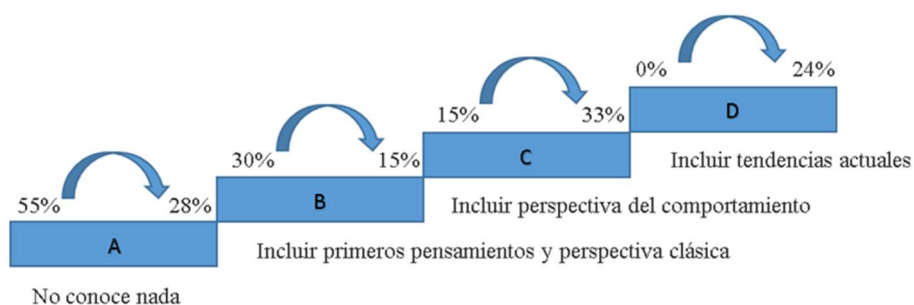 0% 24%
D
15% 33%
Incluir tendencias actuales
C
30% 15%
Incluir perspectiva del comportamiento
B
55% 28%
Incluir primeros pensamientos y perspectiva clásica
A
No conoce nada